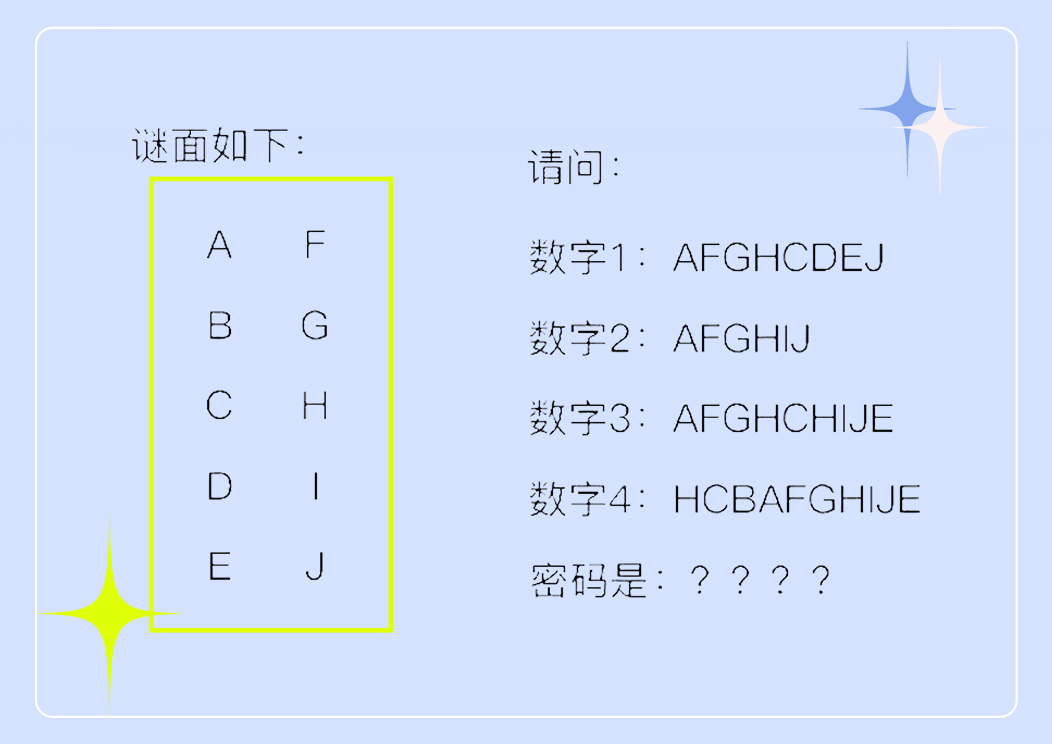 谜面如下：
A F
B G
C H
D I
E J
请问：
数字1：AFGHCDEJ
数字2：AFGHIJ
数字3：AFGHCHIJE
数字4：HCBAFGHIJE
密码是：？？？？